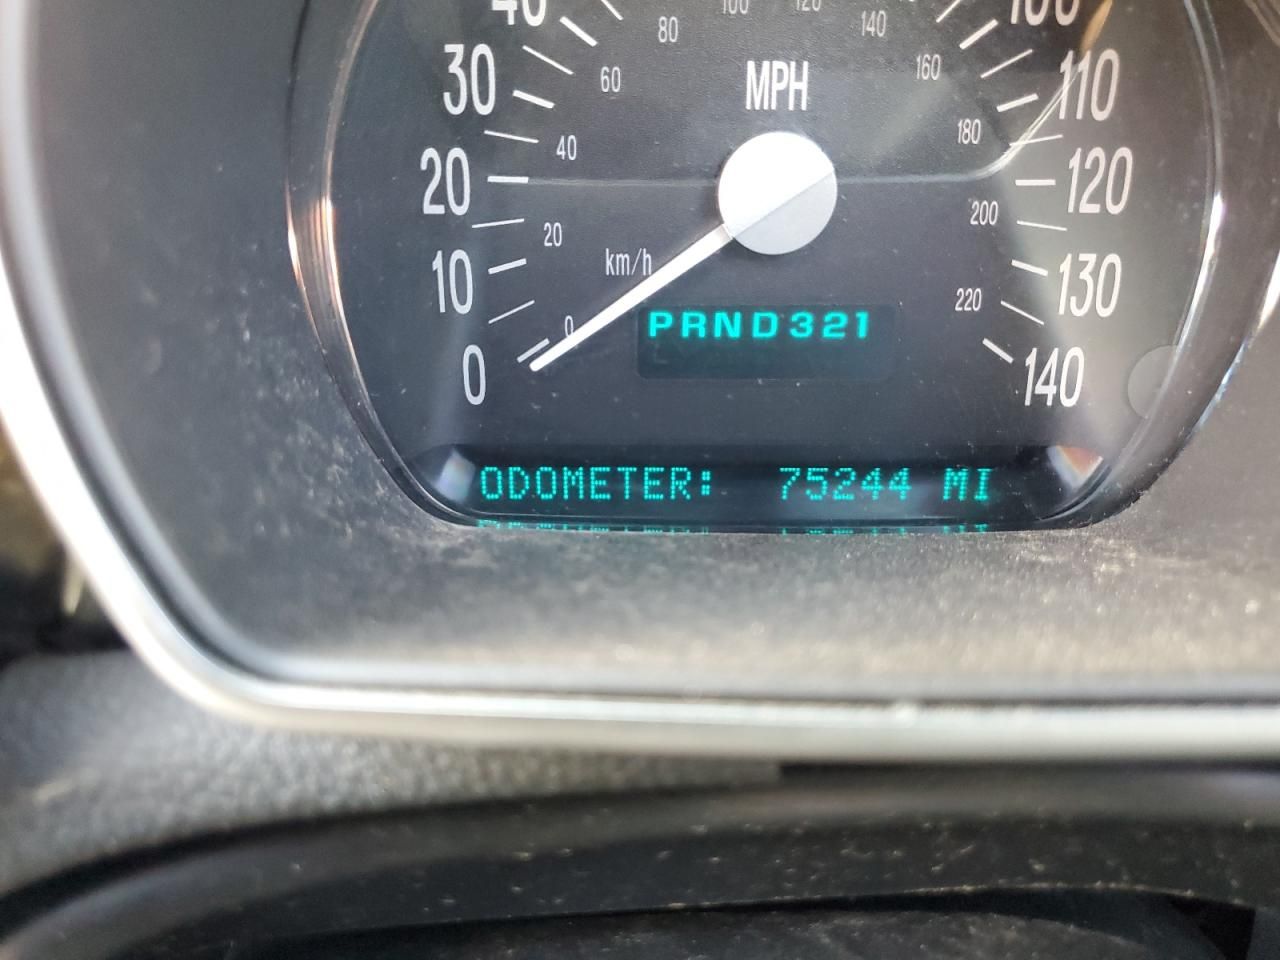 40 80 100 120 140 100
30 60 MPH 160 110
40 180
20 120
20 200
10 km/h 220 130
0 PRND321
0 140
ODOMETER: 75244 MI